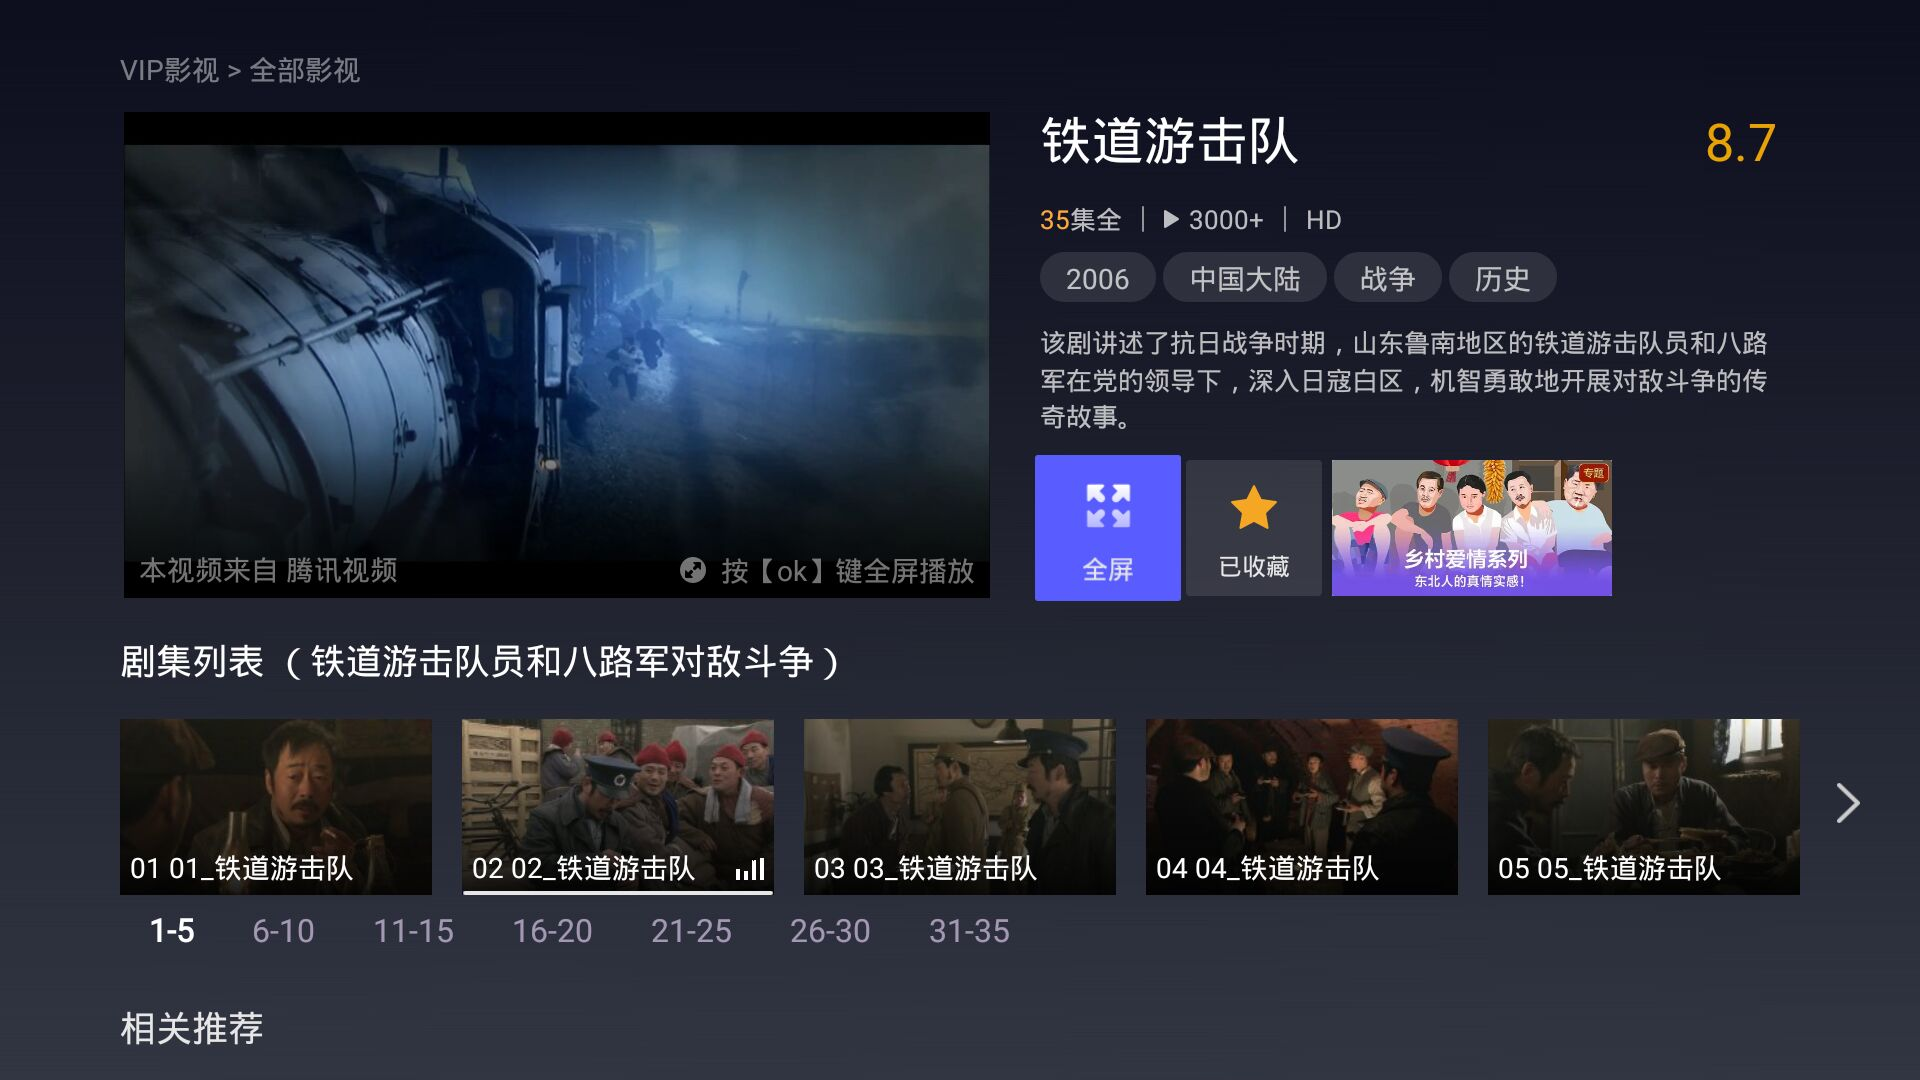 VIP影视 > 全部影视
铁道游击队
8.7
35集全 | 3000+ | HD
2006 中国大陆 战争 历史
该剧讲述了抗日战争时期，山东鲁南地区的铁道游击队员和八路
军在党的领导下，深入日寇白区，机智勇敢地开展对敌斗争的传
奇故事。
本视频来自 腾讯视频
按【ok】键全屏播放
全屏
已收藏
专题
乡村爱情系列
东北人的真情实感！
剧集列表（铁道游击队员和八路军对敌斗争）
01 01_铁道游击队
02 02_铁道游击队
03 03_铁道游击队
04 04_铁道游击队
05 05_铁道游击队
1-5 6-10 11-15 16-20 21-25 26-30 31-35
相关推荐